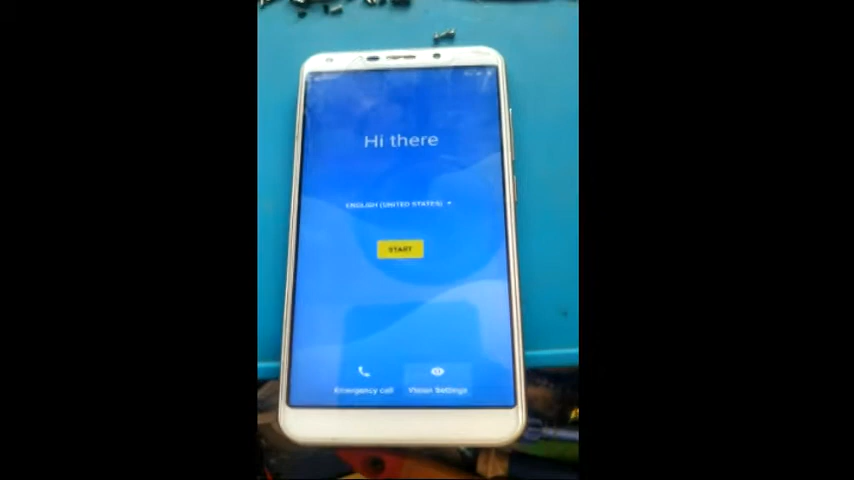 Hi there
ENGLISH (UNITED STATES)
START
Emergency call
Vision Settings